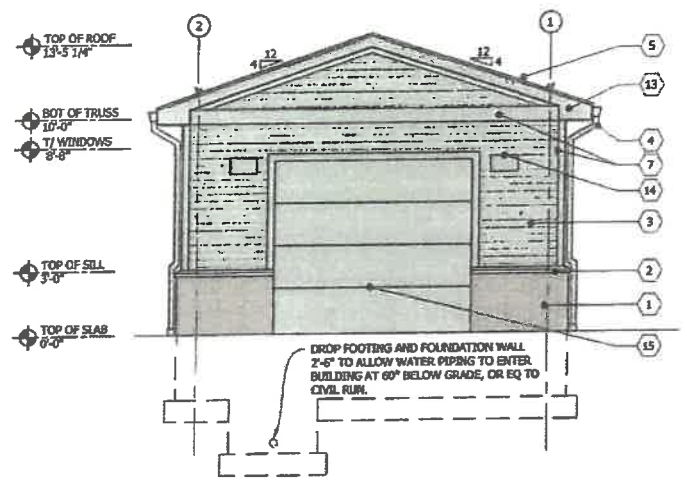 2
1
TOP OF ROOF
13'-5 1/4"
12
4
12
4
5
13
BOT OF TRUSS
10'-0"
4
T/ WINDOWS
8'-8"
7
14
3
TOP OF SILL
3'-0"
2
1
TOP OF SLAB
0'-0"
15
DROP FOOTING AND FOUNDATION WALL
2'-6" TO ALLOW WATER PIPING TO ENTER
BUILDING AT 60" BELOW GRADE, OR EQ TO
CIVIL RUN.